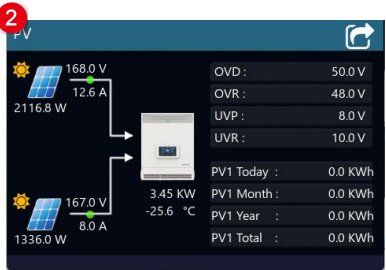 2
PV
168.0 V
12.6 A
2116.8 W
167.0 V
8.0 A
1336.0 W
3.45 KW
-25.6 °C
OVD : 50.0 V
OVR : 48.0 V
UVP : 8.0 V
UVR : 10.0 V
PV1 Today : 0.0 KWh
PV1 Month : 0.0 KWh
PV1 Year : 0.0 KWh
PV1 Total : 0.0 KWh